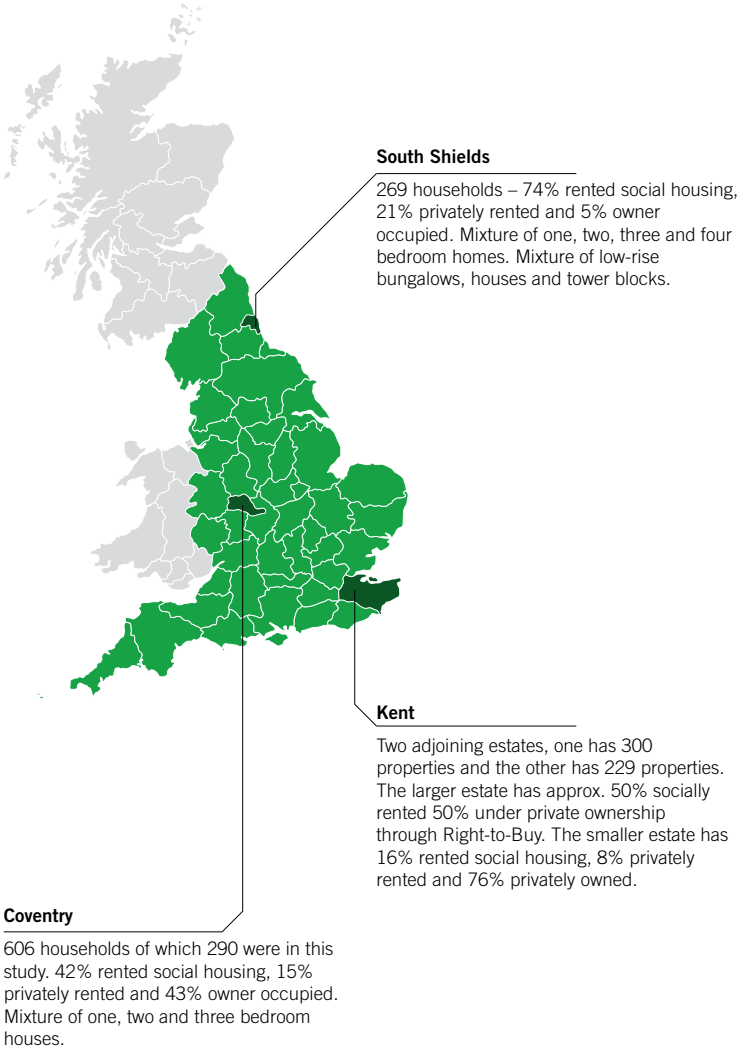 South Shields
269 households – 74% rented social housing,
21% privately rented and 5% owner
occupied. Mixture of one, two, three and four
bedroom homes. Mixture of low-rise
bungalows, houses and tower blocks.
Kent
Two adjoining estates, one has 300
properties and the other has 229 properties.
The larger estate has approx. 50% socially
rented 50% under private ownership
through Right-to-Buy. The smaller estate has
16% rented social housing, 8% privately
rented and 76% privately owned.
Coventry
606 households of which 290 were in this
study. 42% rented social housing, 15%
privately rented and 43% owner occupied.
Mixture of one, two and three bedroom
houses.